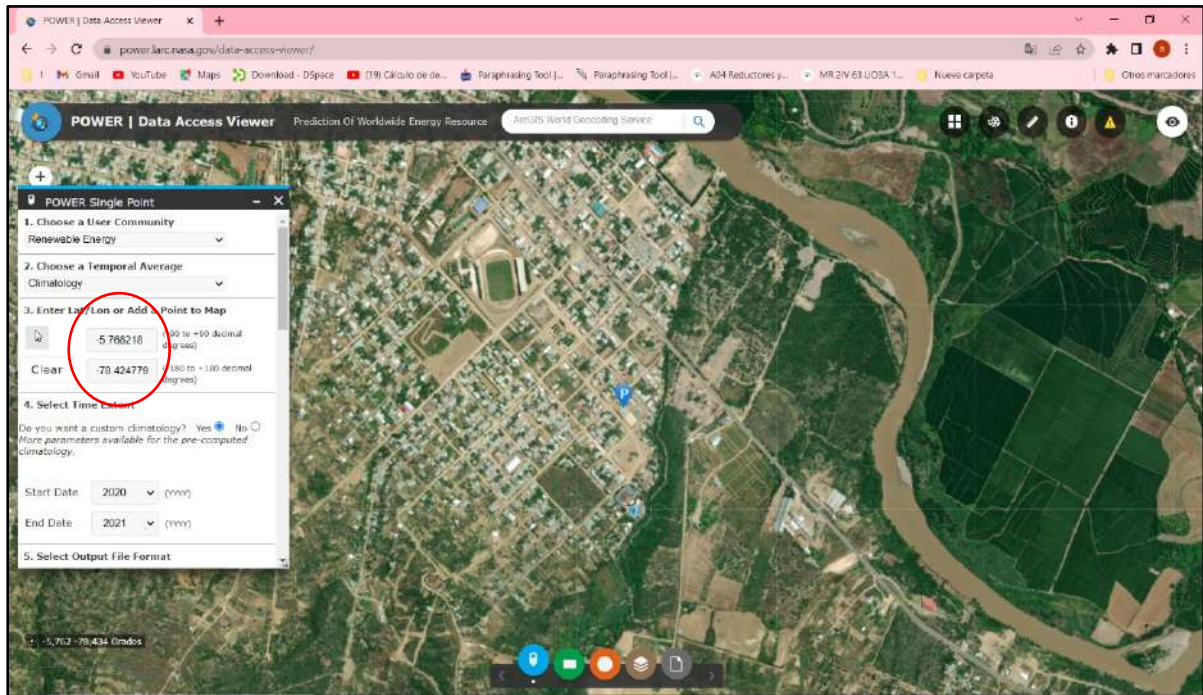 POWER | Data Access Viewer
power.larc.nasa.gov/data-access-viewer/
Gmail YouTube Maps Download - DSpace (19) Cálculo de de... Paraphrasing Tool |... Paraphrasing Tool |... A04 Reductores y... Nueva carpeta Otros marcadores
POWER | Data Access Viewer Prediction Of Worldwide Energy Resource ArcGIS World Geocoding Service
POWER Single Point
1. Choose a User Community
Renewable Energy
2. Choose a Temporal Average
Climatology
3. Enter Lat/Lon or Add a Point to Map
-5.766218 (-90 to +90 decimal
degrees)
Clear -78.424779 (-180 to +180 decimal
degrees)
4. Select Time Extent
Do you want a custom climatology? Yes No
More parameters available for the pre-computed
climatology.
Start Date 2020 (YYYY)
End Date 2021 (YYYY)
5. Select Output File Format
-5,762 -78,434 Grados
P